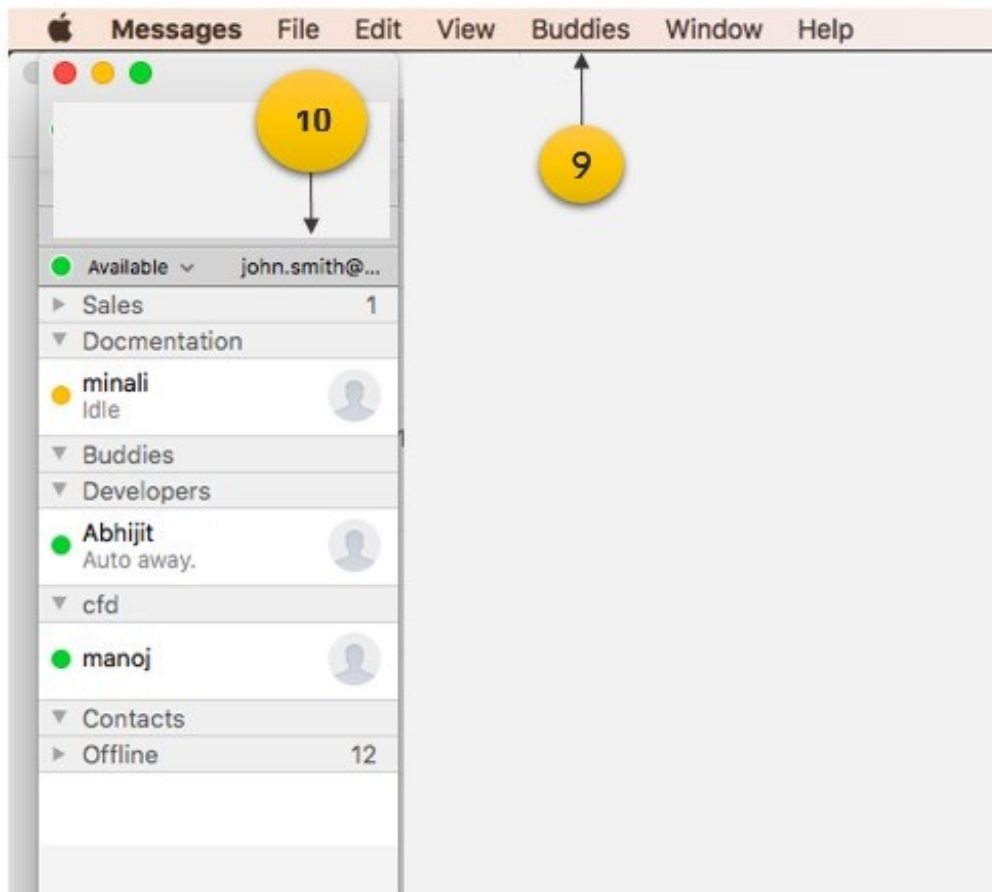 Messages File Edit View Buddies Window Help
10
9
Available john.smith@...
Sales 1
Docmentation
minali
Idle
Buddies
Developers
Abhijit
Auto away.
cfd
manoj
Contacts
Offline 12